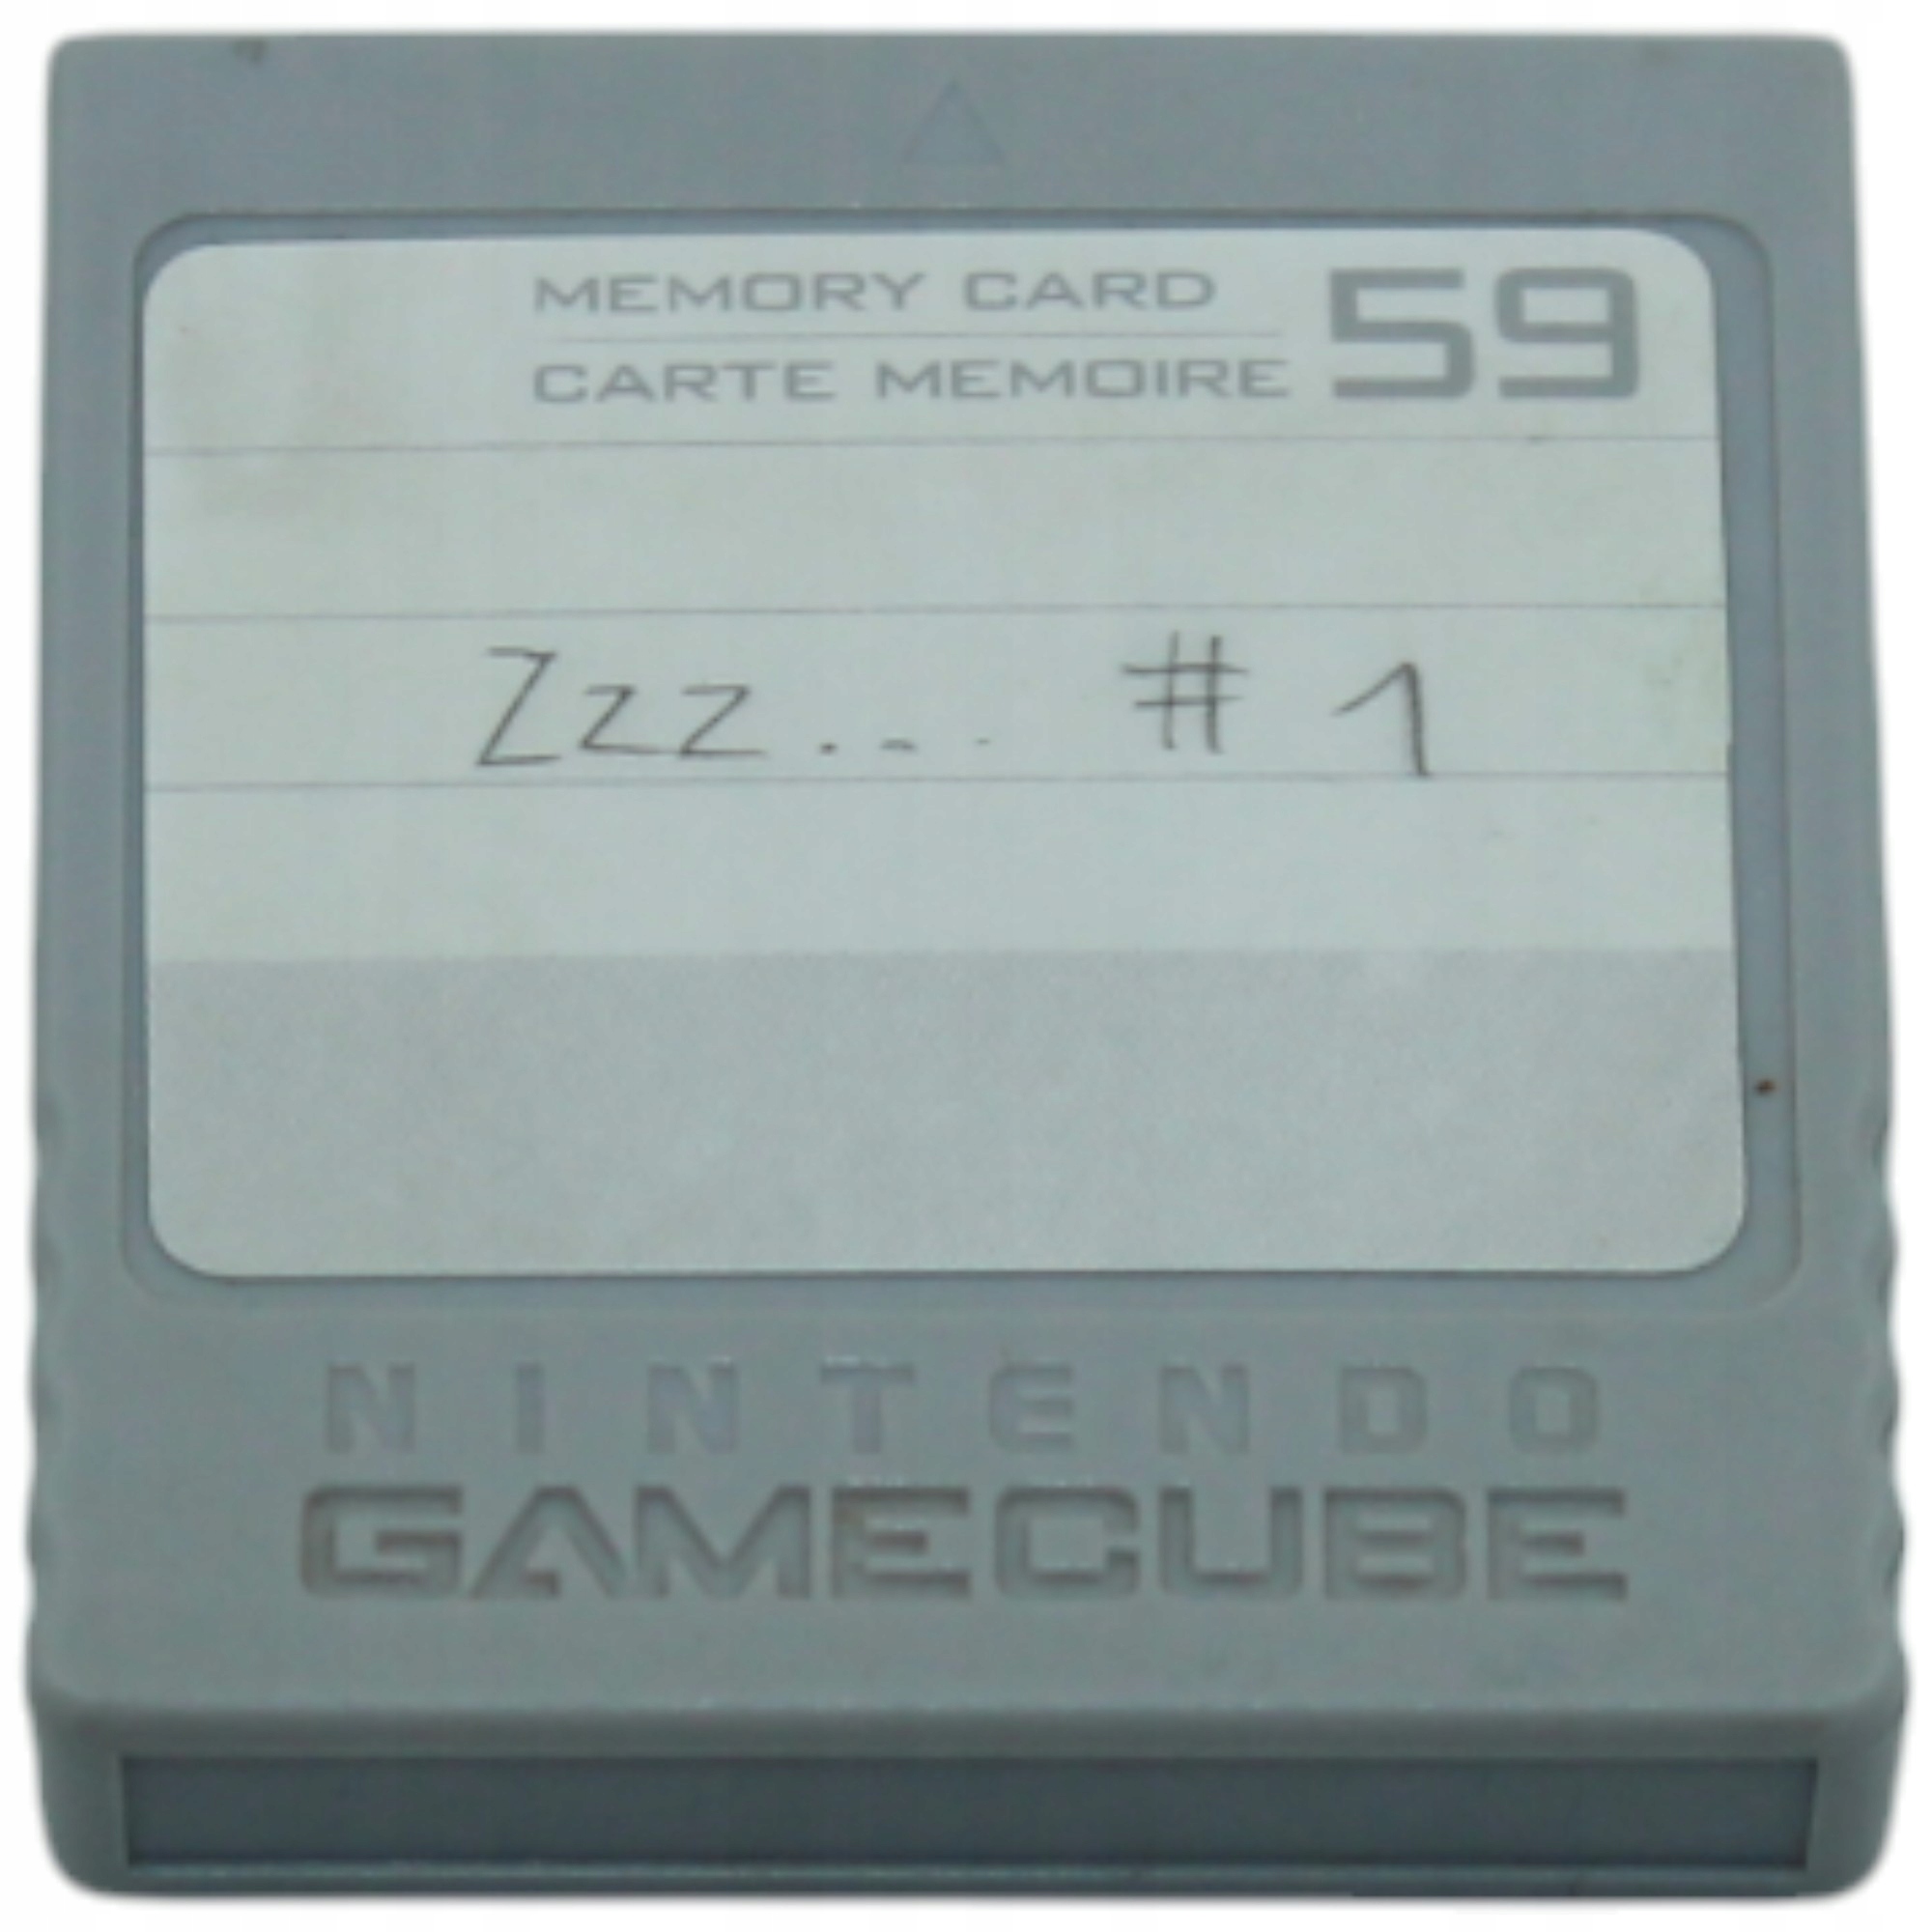 MEMORY CARD 59
CARTE MEMOIRE
Zzz... # 1
NINTENDO
GAMECUBE